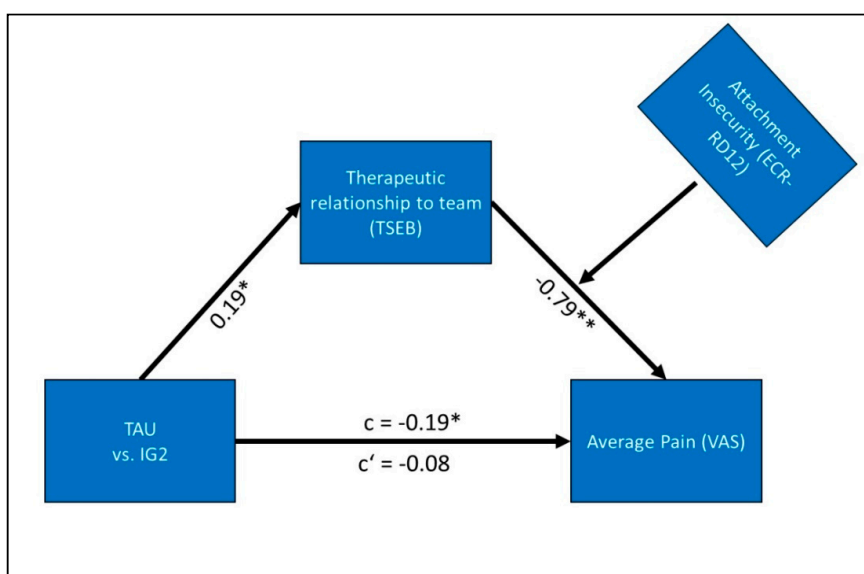 Attachment
Insecurity (ECR-
RD12)
Therapeutic
relationship to team
(TSEB)
0.19*
-0.79**
TAU
vs. IG2
c = -0.19*
c‘ = -0.08
Average Pain (VAS)